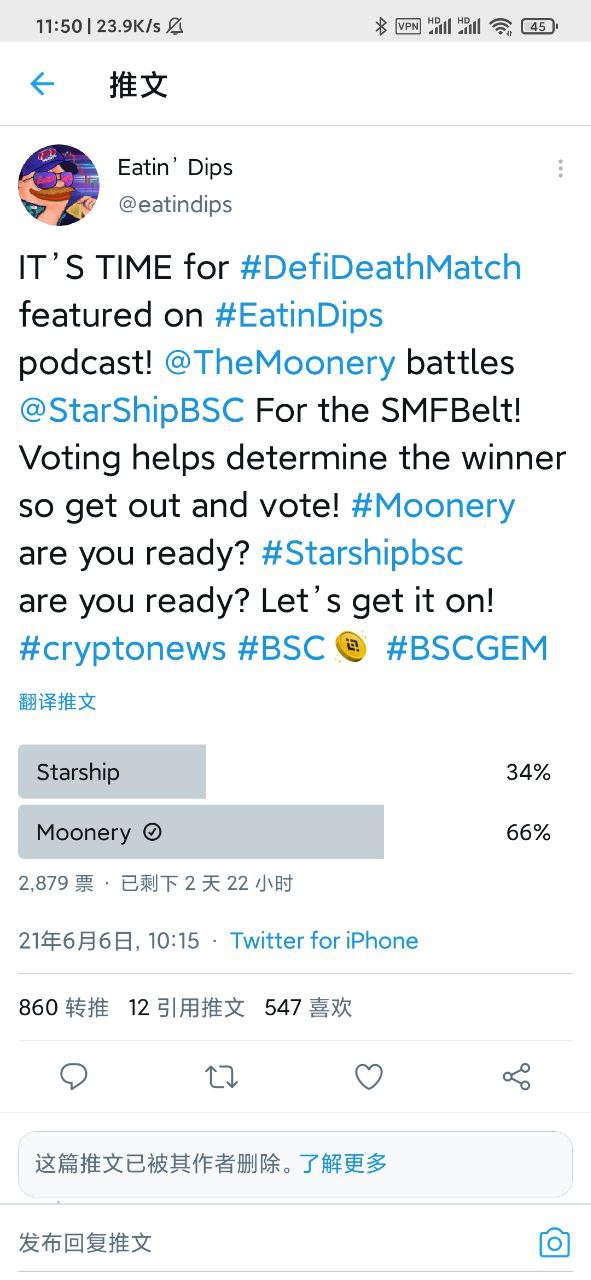 11:50 | 23.9K/s
VPN HD HD 45
推文
Eatin’ Dips
@eatindips
IT’S TIME for #DefiDeathMatch
featured on #EatinDips
podcast! @TheMoonery battles
@StarShipBSC For the SMFBelt!
Voting helps determine the winner
so get out and vote! #Moonery
are you ready? #Starshipbsc
are you ready? Let’s get it on!
#cryptonews #BSC #BSCGEM
翻译推文
Starship 34%
Moonery 66%
2,879 票 · 已剩下 2 天 22 小时
21年6月6日, 10:15 · Twitter for iPhone
860 转推 12 引用推文 547 喜欢
这篇推文已被其作者删除。了解更多
发布回复推文